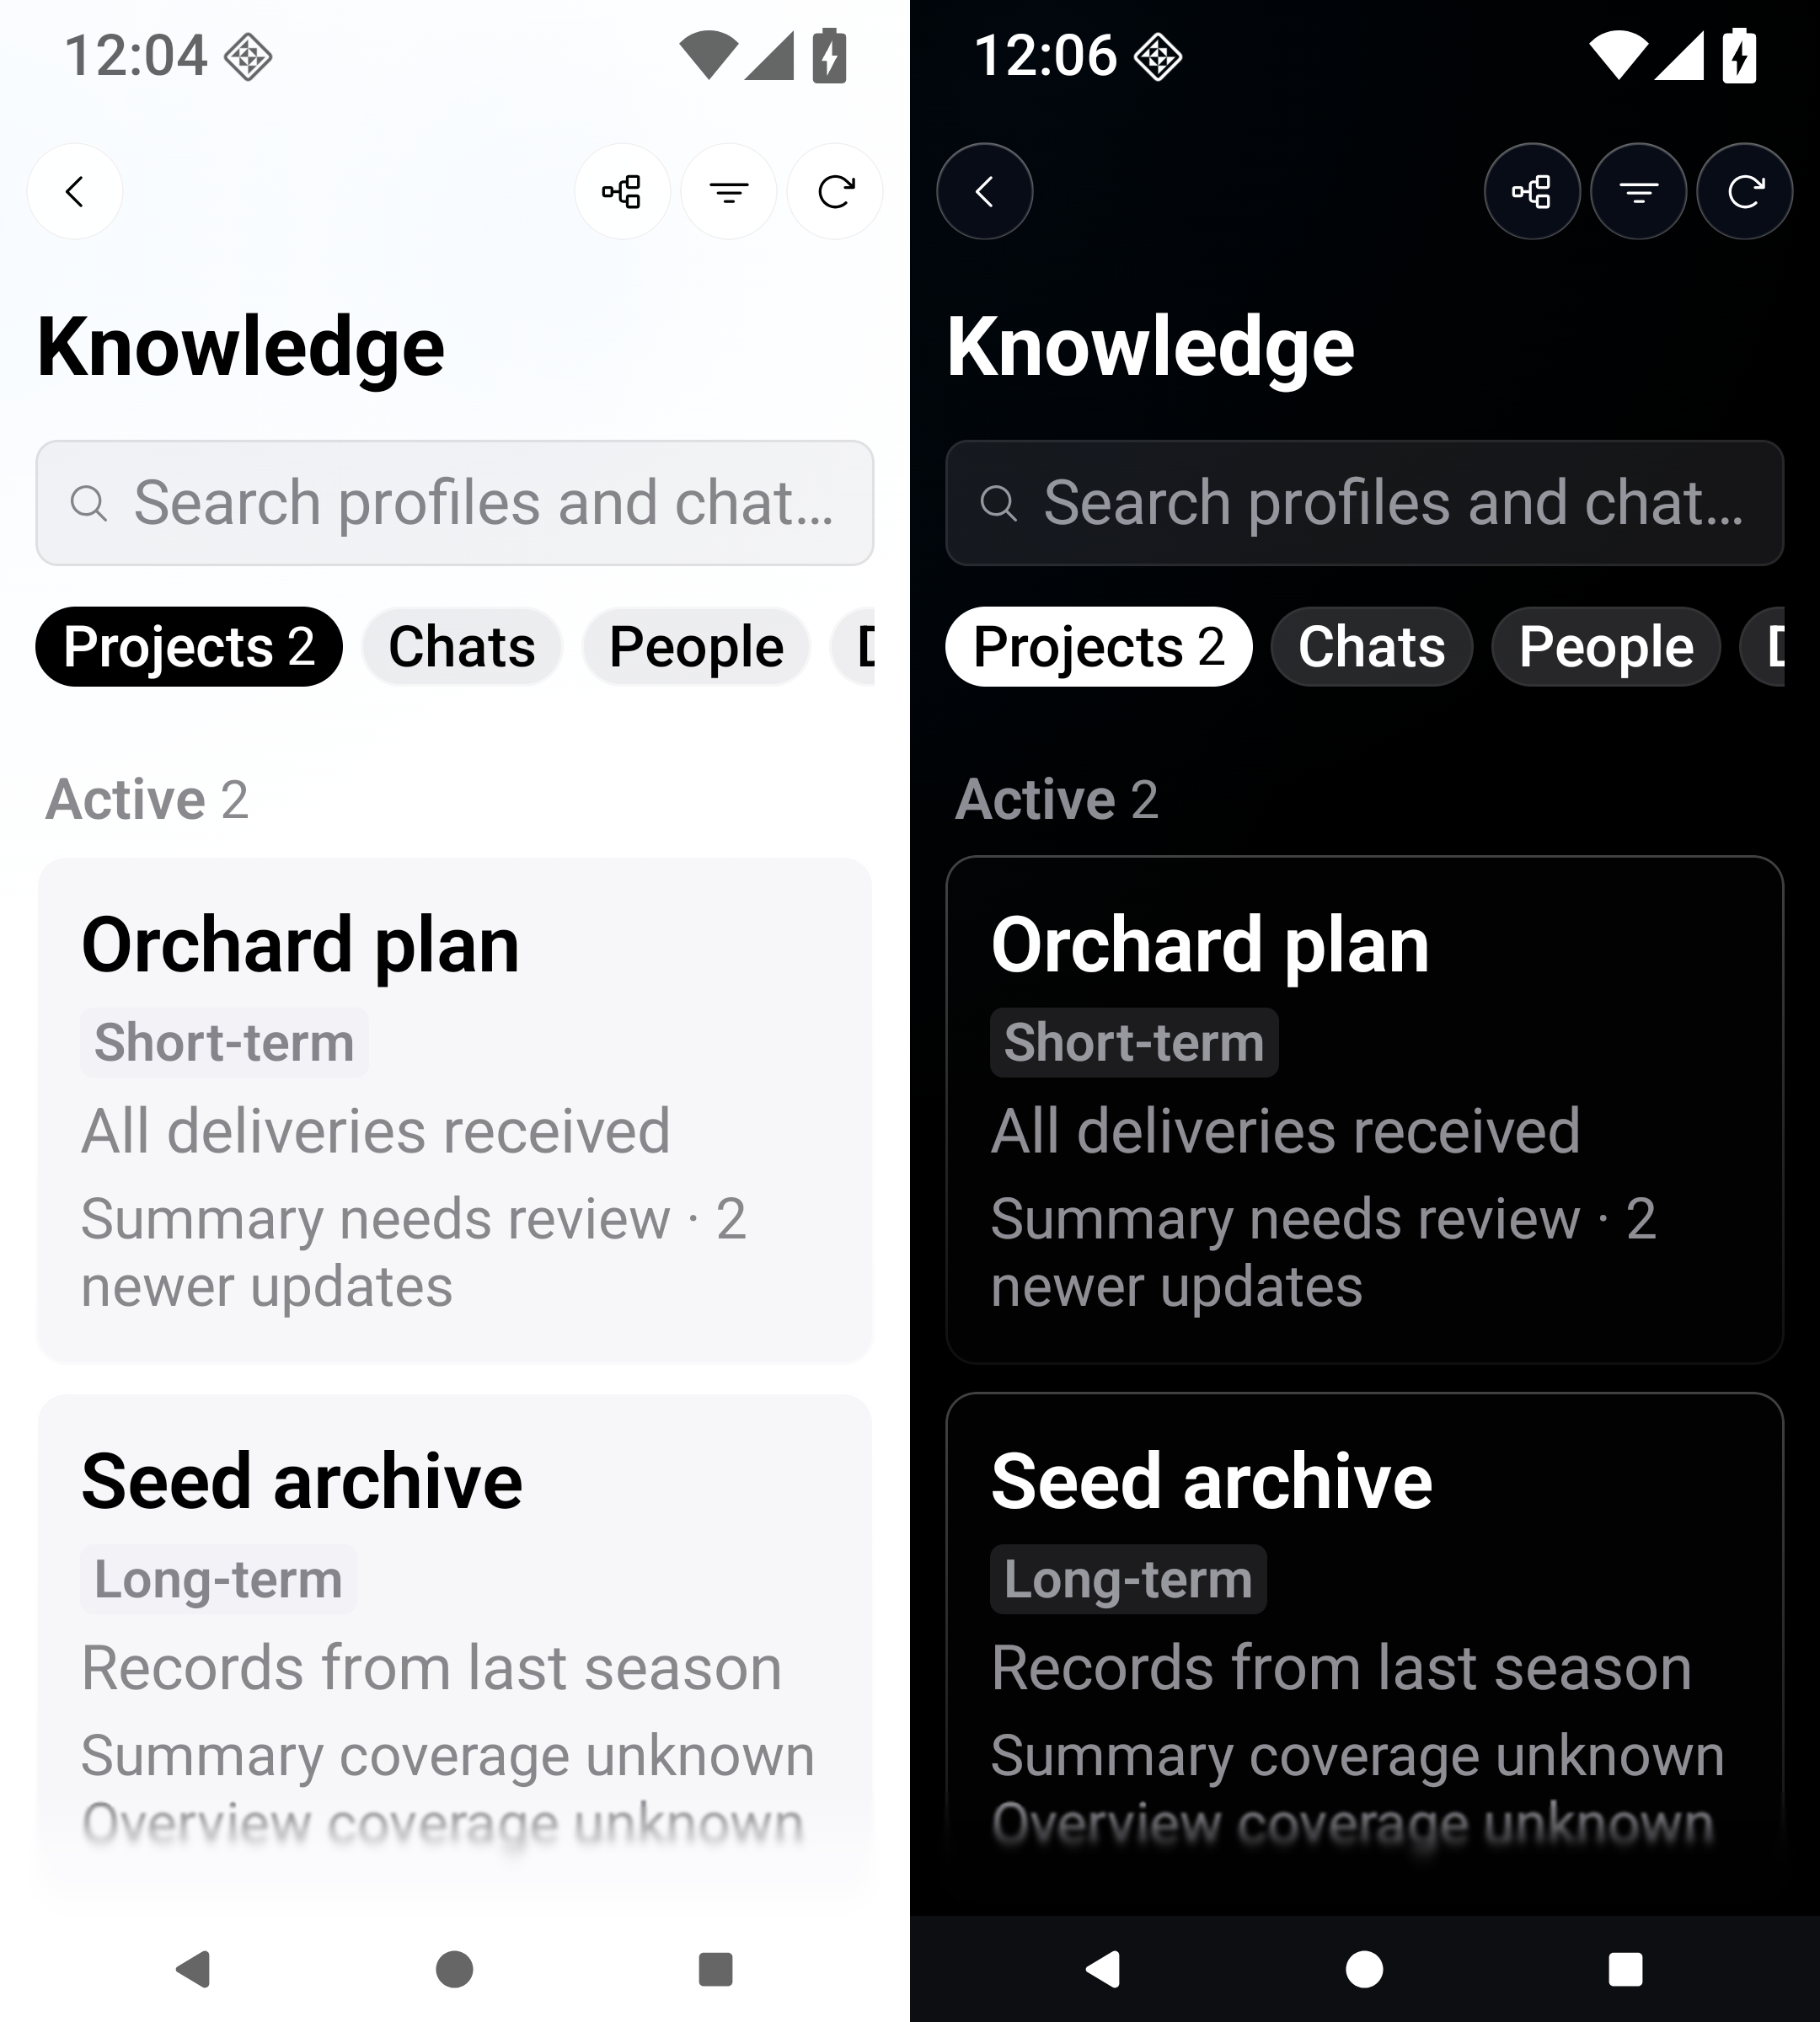 12:04
Knowledge
Search profiles and chat...
Projects 2
Chats
People
D
Active 2
Orchard plan
Short-term
All deliveries received
Summary needs review · 2
newer updates
Seed archive
Long-term
Records from last season
Summary coverage unknown
Overview coverage unknown
12:06
Knowledge
Search profiles and chat...
Projects 2
Chats
People
Active 2
Orchard plan
Short-term
All deliveries received
Summary needs review · 2
newer updates
Seed archive
Long-term
Records from last season
Summary coverage unknown
Overview coverage unknown